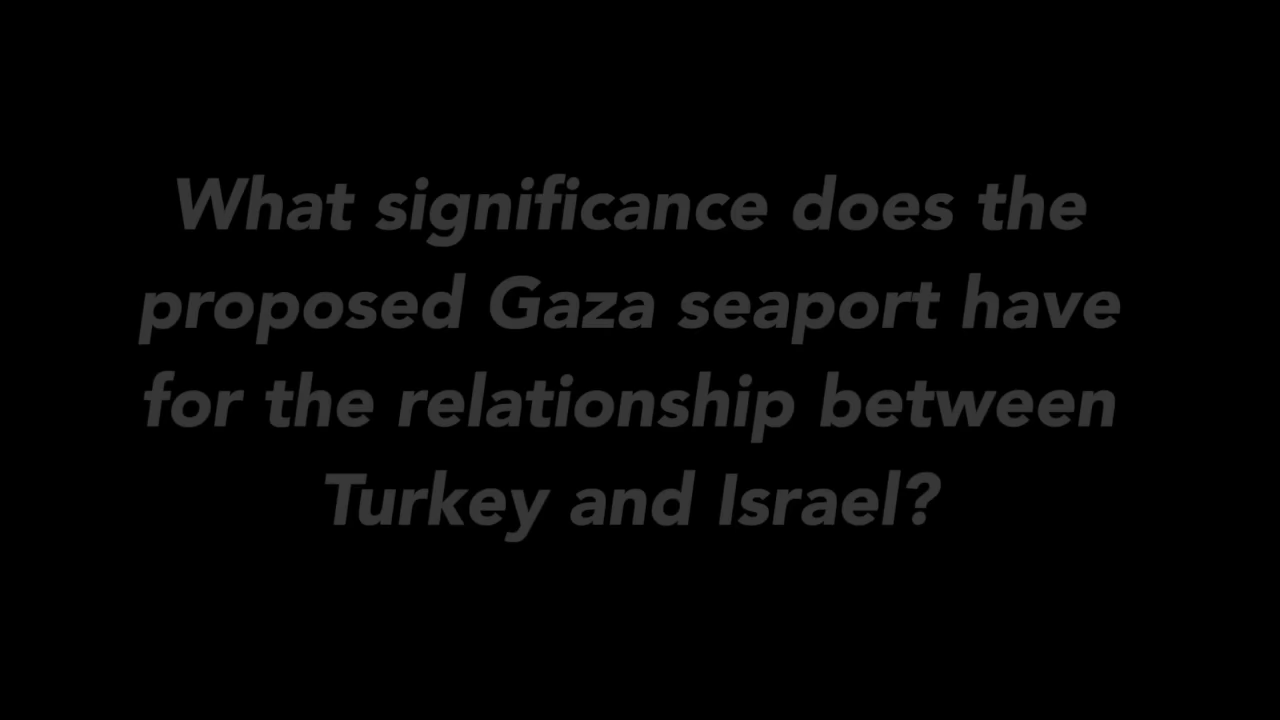 What significance does the
proposed Gaza seaport have
for the relationship between
Turkey and Israel?